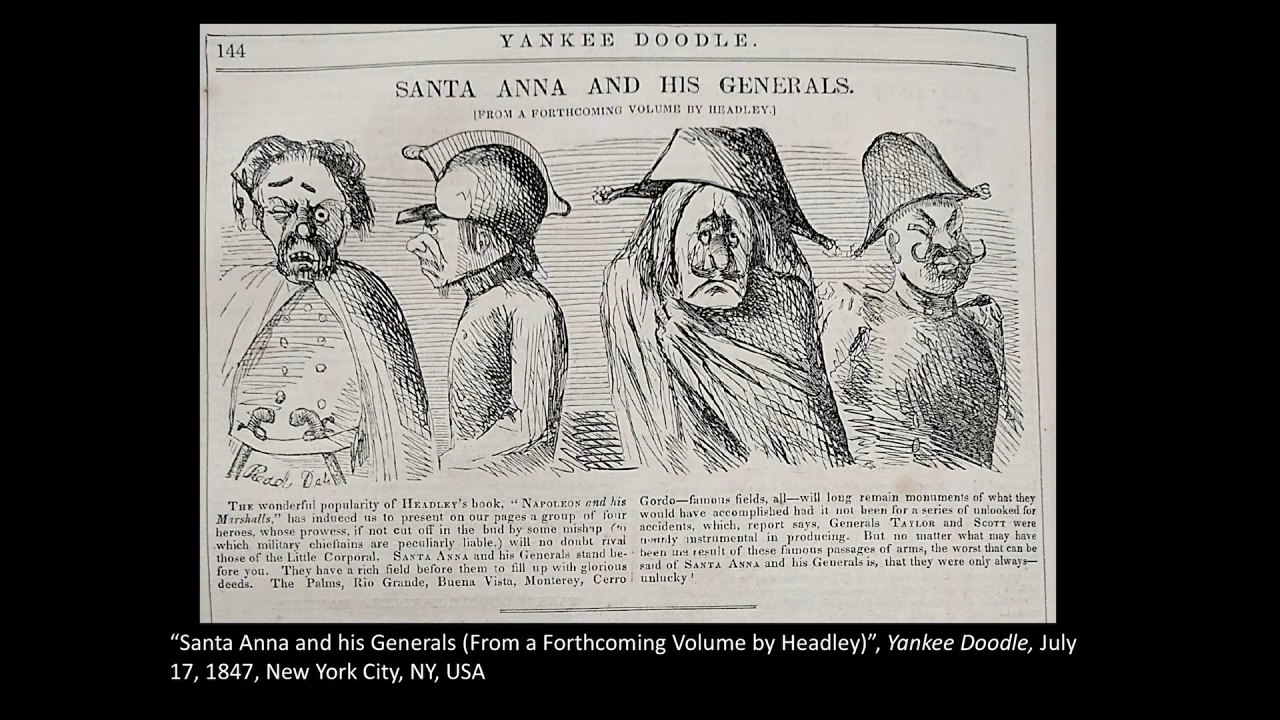 144
YANKEE DOODLE.
SANTA ANNA AND HIS GENERALS.
[FROM A FORTHCOMING VOLUME BY HEADLEY.]
THE wonderful popularity of HEADLEY'S book, “ NAPOLEON and his
Marshalls,” has induced us to present on our pages a group of four
heroes, whose prowess, if not cut off in the bud by some mishap (to
which military chieftains are peculiarly liable,) will no doubt rival
those of the Little Corporal. SANTA ANNA and his Generals stand be-
fore you. They have a rich field before them to fill up with glorious
deeds. The Palms, Rio Grande, Buena Vista, Monterey, Cerro
Gordo—famous fields, all—will long remain monuments of what they
would have accomplished had it not been for a series of unlooked for
accidents, which, report says, Generals TAYLOR and SCOTT were
instrumental in producing. But no matter what may have
been the result of these famous passages of arms, the worst that can be
said of SANTA ANNA and his Generals is, that they were only always—
unlucky !
“Santa Anna and his Generals (From a Forthcoming Volume by Headley)”, Yankee Doodle, July
17, 1847, New York City, NY, USA